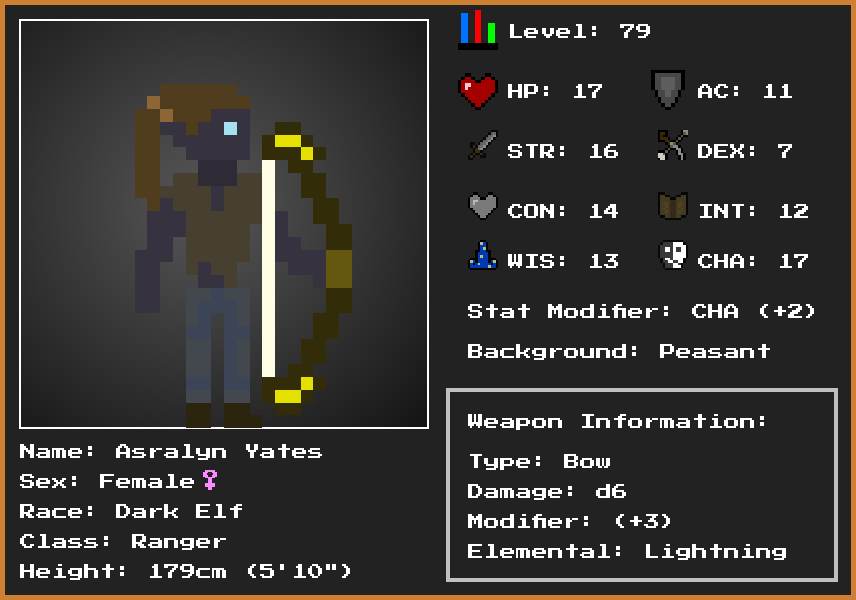 Level: 79
HP: 17
AC: 11
STR: 16
DEX: 7
CON: 14
INT: 12
WIS: 13
CHA: 17
Stat Modifier: CHA (+2)
Background: Peasant
Weapon Information:
Type: Bow
Damage: d6
Modifier: (+3)
Elemental: Lightning
Name: Asralyn Yates
Sex: Female♀
Race: Dark Elf
Class: Ranger
Height: 179cm (5'10")